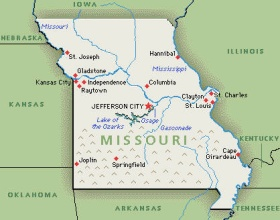 IOWA
NEBRASKA
Missouri
St. Joseph
Hannibal
ILLINOIS
Gladstone
Mississippi
Kansas City
Independence
Raytown
Columbia
St. Charles
Clayton
St. Louis
JEFFERSON CITY
KANSAS
Lake of
the Ozarks
Osage
Gasconade
MISSOURI
KENTUCKY
Cape
Girardeau
Joplin
Springfield
OKLAHOMA
ARKANSAS
TENNESSEE